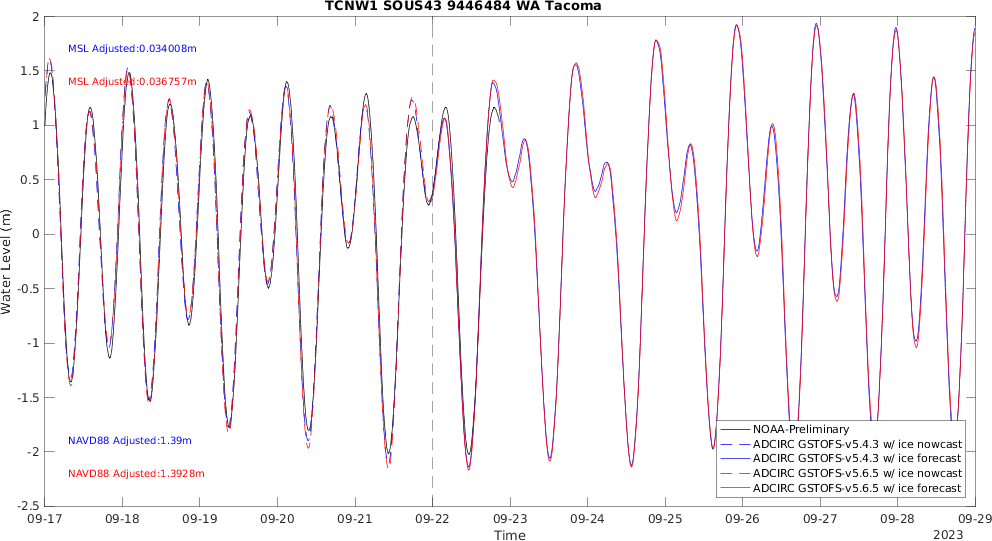 TCNW1 SOUS43 9446484 WA Tacoma
MSL Adjusted:0.034008m
MSL Adjusted:0.036757m
NAVD88 Adjusted:1.39m
NAVD88 Adjusted:1.3928m
Water Level (m)
2
1.5
1
0.5
0
-0.5
-1
-1.5
-2
-2.5
NOAA-Preliminary
ADCIRC GSTOFS-v5.4.3 w/ ice nowcast
ADCIRC GSTOFS-v5.4.3 w/ ice forecast
ADCIRC GSTOFS-v5.6.5 w/ ice nowcast
ADCIRC GSTOFS-v5.6.5 w/ ice forecast
09-17 09-18 09-19 09-20 09-21 09-22 09-23 09-24 09-25 09-26 09-27 09-28 09-29
Time
2023